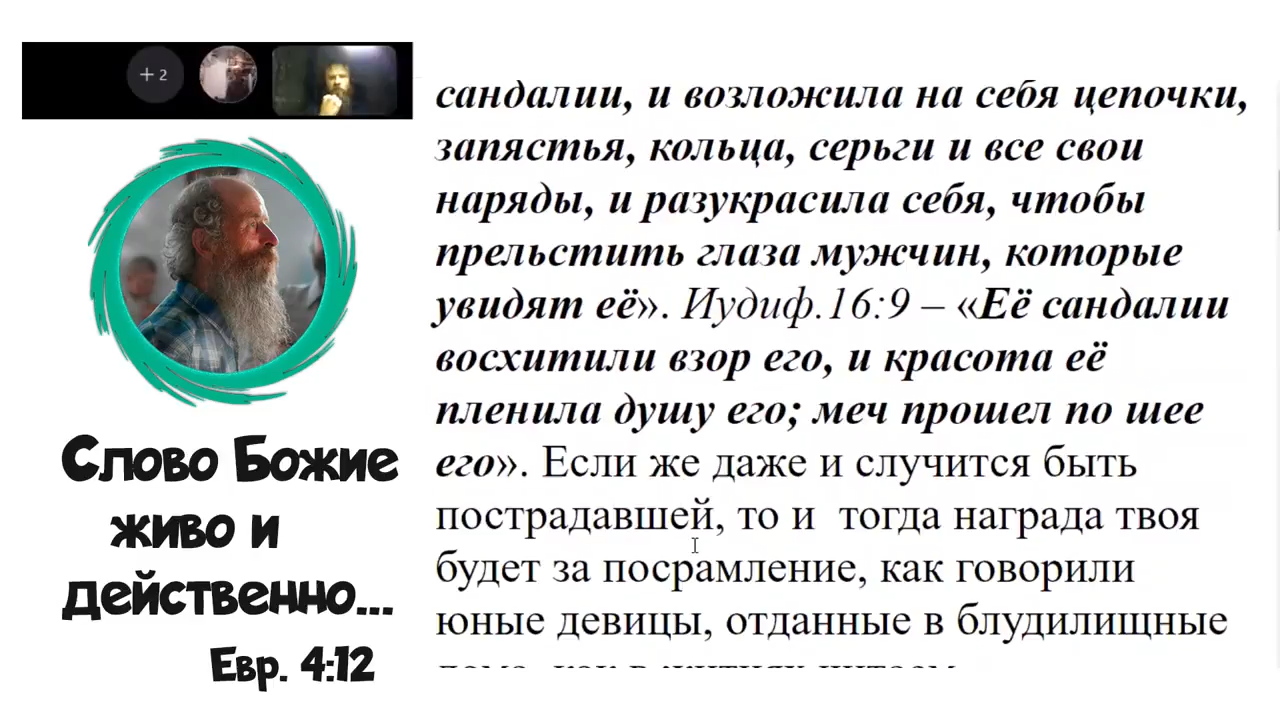 + 2
сандалии, и возложила на себя цепочки,
запястья, кольца, серьги и все свои
наряды, и разукрасила себя, чтобы
прельстить глаза мужчин, которые
увидят её». Иудиф.16:9 – «Её сандалии
восхитили взор его, и красота её
пленила душу его; меч прошел по шее
его». Если же даже и случится быть
пострадавшей, то и  тогда награда твоя
будет за посрамление, как говорили
юные девицы, отданные в блудилищные
Слово Божие
живо и
действенно...
Евр. 4:12